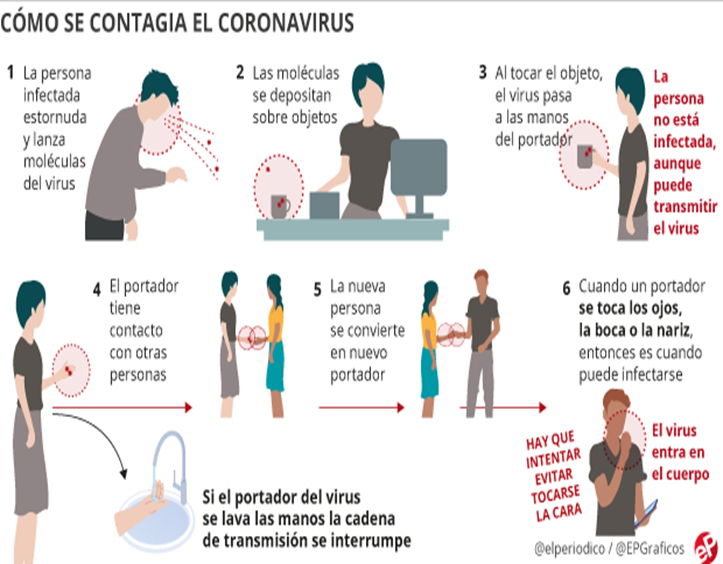 CÓMO SE CONTAGIA EL CORONAVIRUS
1 La persona
infectada
estornuda
y lanza
moléculas
del virus
2 Las moléculas
se depositan
sobre objetos
3 Al tocar el objeto,
el virus pasa
a las manos
del portador
La
persona
no está
infectada,
aunque
puede
transmitir
el virus
4 El portador
tiene
contacto
con otras
personas
5 La nueva
persona
se convierte
en nuevo
portador
6 Cuando un portador
se toca los ojos,
la boca o la nariz,
entonces es cuando
puede infectarse
HAY QUE
INTENTAR
EVITAR
TOCARSE
LA CARA
El virus
entra en
el cuerpo
Si el portador del virus
se lava las manos la cadena
de transmisión se interrumpe
@elperiodico / @EPGraficos
eP